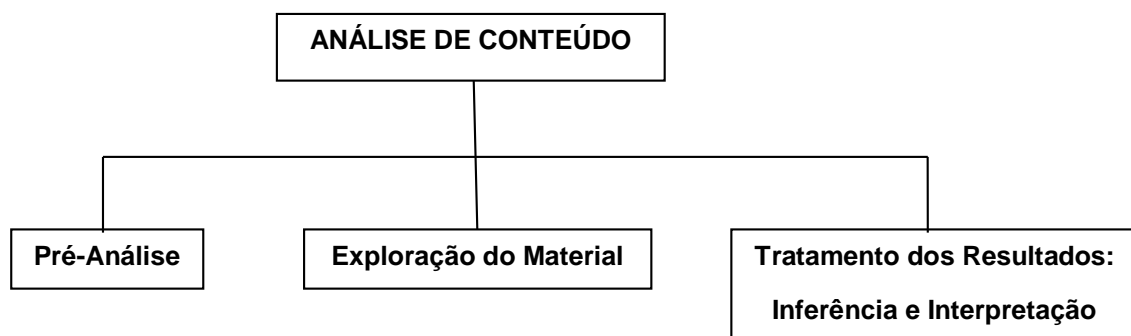 ANÁLISE DE CONTEÚDO
Pré-Análise
Exploração do Material
Tratamento dos Resultados:
Inferência e Interpretação